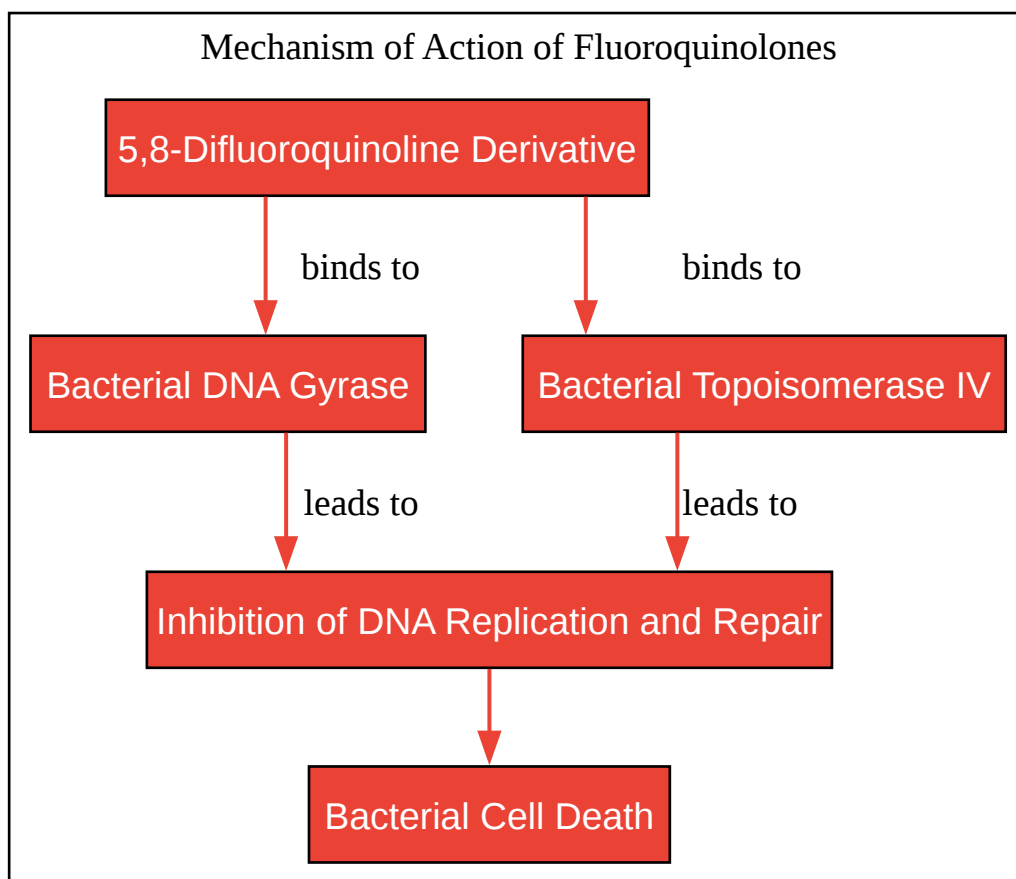 Mechanism of Action of Fluoroquinolones
5,8-Difluoroquinoline Derivative
binds to
binds to
Bacterial DNA Gyrase
Bacterial Topoisomerase IV
leads to
leads to
Inhibition of DNA Replication and Repair
Bacterial Cell Death